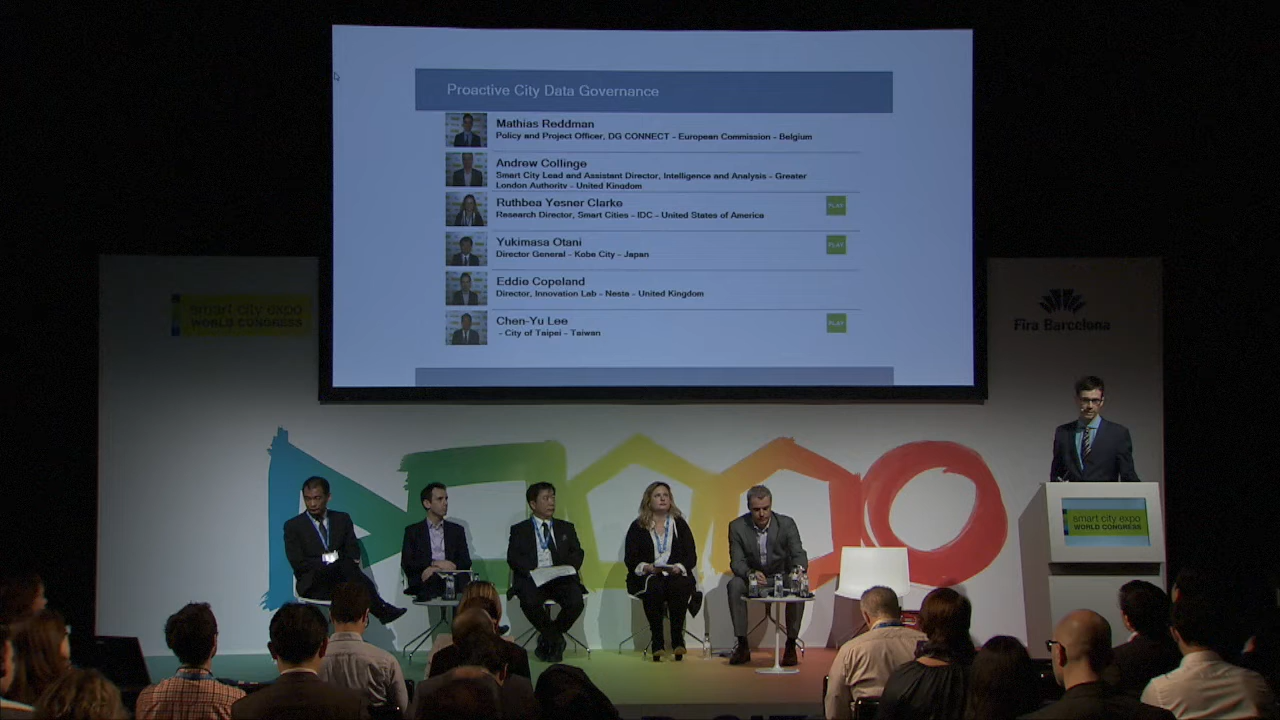 Proactive City Data Governance
Mathias Reddman
Policy and Project Officer, DG CONNECT - European Commission - Belgium
Andrew Collinge
Smart City Lead and Assistant Director, Intelligence and Analysis - Greater
London Authority - United Kingdom
Ruthbea Yesner Clarke
Research Director, Smart Cities - IDC - United States of America
PLAY
Yukimasa Otani
Director General - Kobe City - Japan
PLAY
Eddie Copeland
Director, Innovation Lab - Nesta - United Kingdom
Chen-Yu Lee
- City of Taipei - Taiwan
PLAY
smart city expo
WORLD CONGRESS
Fira Barcelona
smart city expo
WORLD CONGRESS